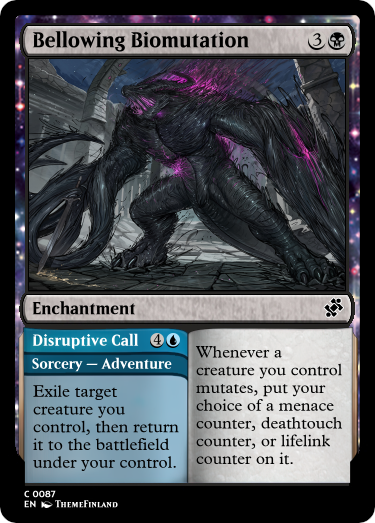 Bellowing Biomutation 3
Enchantment
Disruptive Call 4
Sorcery — Adventure
Exile target
creature you
control, then return
it to the battlefield
under your control.
Whenever a
creature you control
mutates, put your
choice of a menace
counter, deathtouch
counter, or lifelink
counter on it.
C 0087
EN ThemeFinland